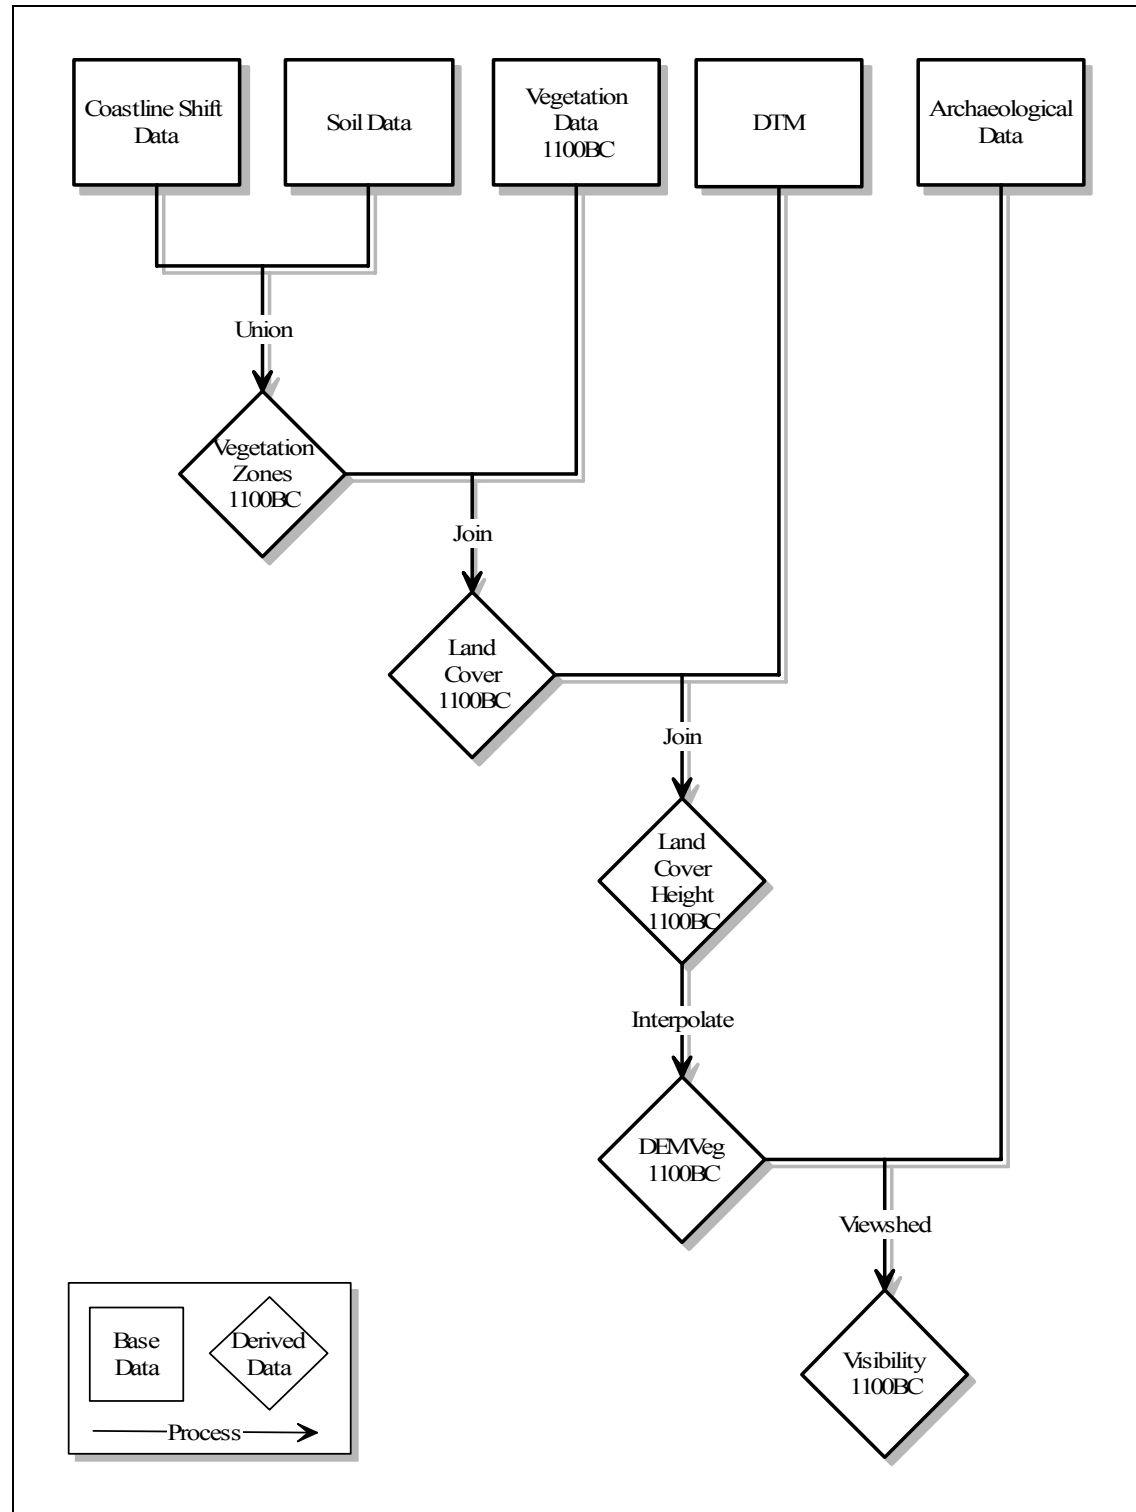 Coastline Shift
Data
Soil Data
Vegetation
Data
1100BC
DTM
Archaeological
Data
Union
Vegetation
Zones
1100BC
Join
Land
Cover
1100BC
Join
Land
Cover
Height
1100BC
Interpolate
DEMVeg
1100BC
Viewshed
Visibility
1100BC
Base
Data
Derived
Data
Process